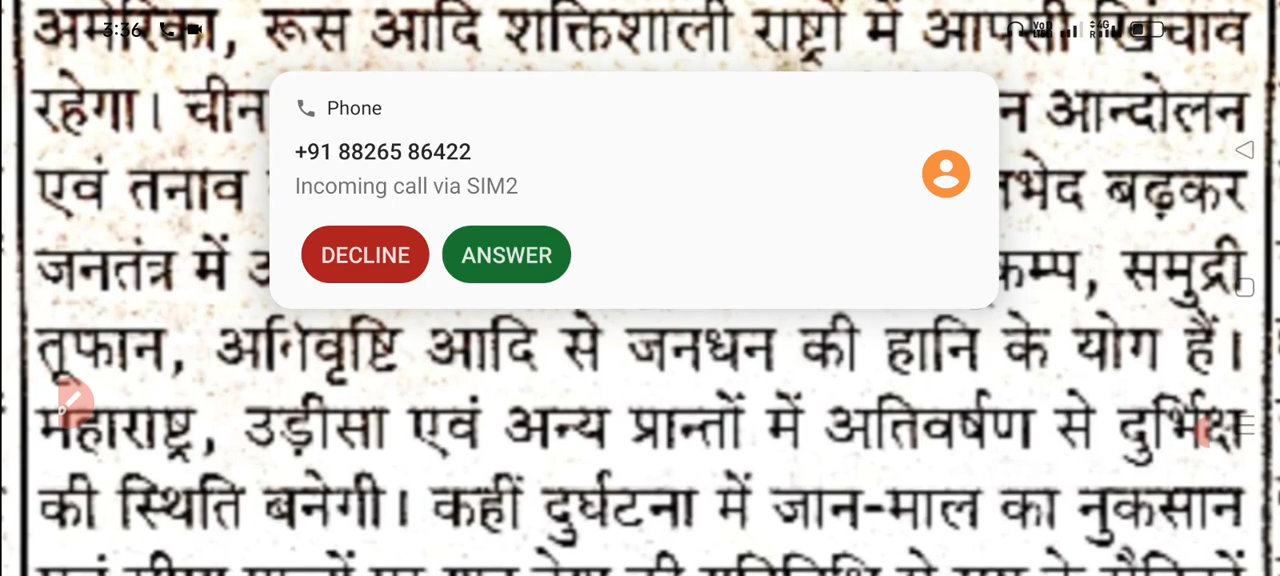 अमेरिका, रूस आदि शक्तिशाली राष्ट्रों में आपसी खिंचाव
3:36
4G
रहेगा। चीन
न आन्दोलन
Phone
+91 88265 86422
एवं तनाव
भेद बढ़कर
Incoming call via SIM2
जनतंत्र में
कम्प, समुद्री
DECLINE ANSWER
तूफान, अतिवृष्टि आदि से जनधन की हानि के योग हैं।
महाराष्ट्र, उड़ीसा एवं अन्य प्रान्तों में अतिवर्षण से दुर्भिक्ष
की स्थिति बनेगी। कहीं दुर्घटना में जान-माल का नुकसान